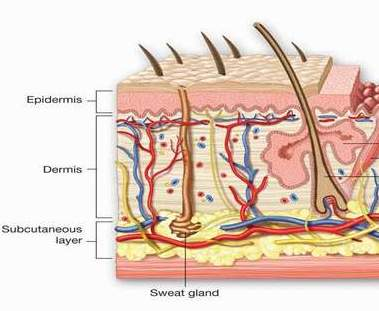 Epidermis
Dermis
Subcutaneous
layer
Sweat gland